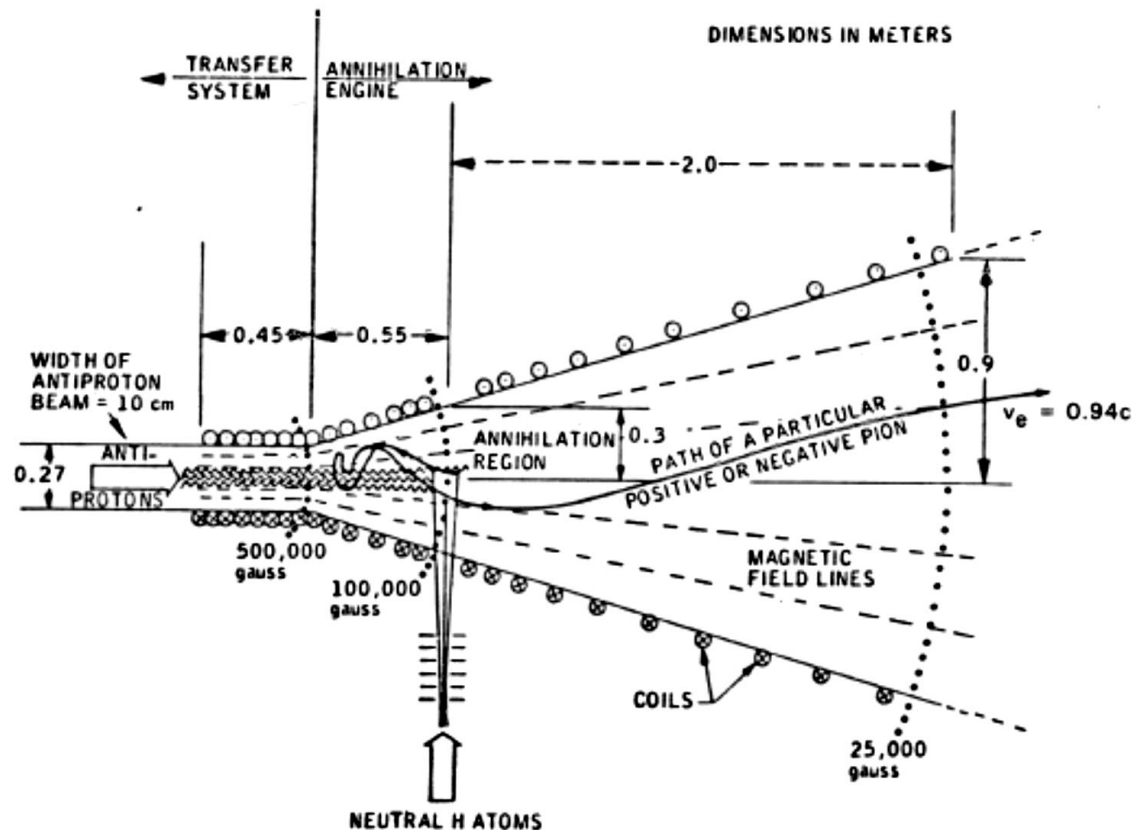 DIMENSIONS IN METERS
TRANSFER
SYSTEM
ANNIHILATION
ENGINE
2.0
0.45
0.55
WIDTH OF
ANTIPROTON
BEAM = 10 cm
0.9
v_e = 0.94c
ANNIHILATION
REGION
0.3
PATH OF A PARTICULAR
POSITIVE OR NEGATIVE PION
ANTI-
PROTONS
0.27
500,000
gauss
100,000
gauss
MAGNETIC
FIELD LINES
COILS
25,000
gauss
NEUTRAL H ATOMS